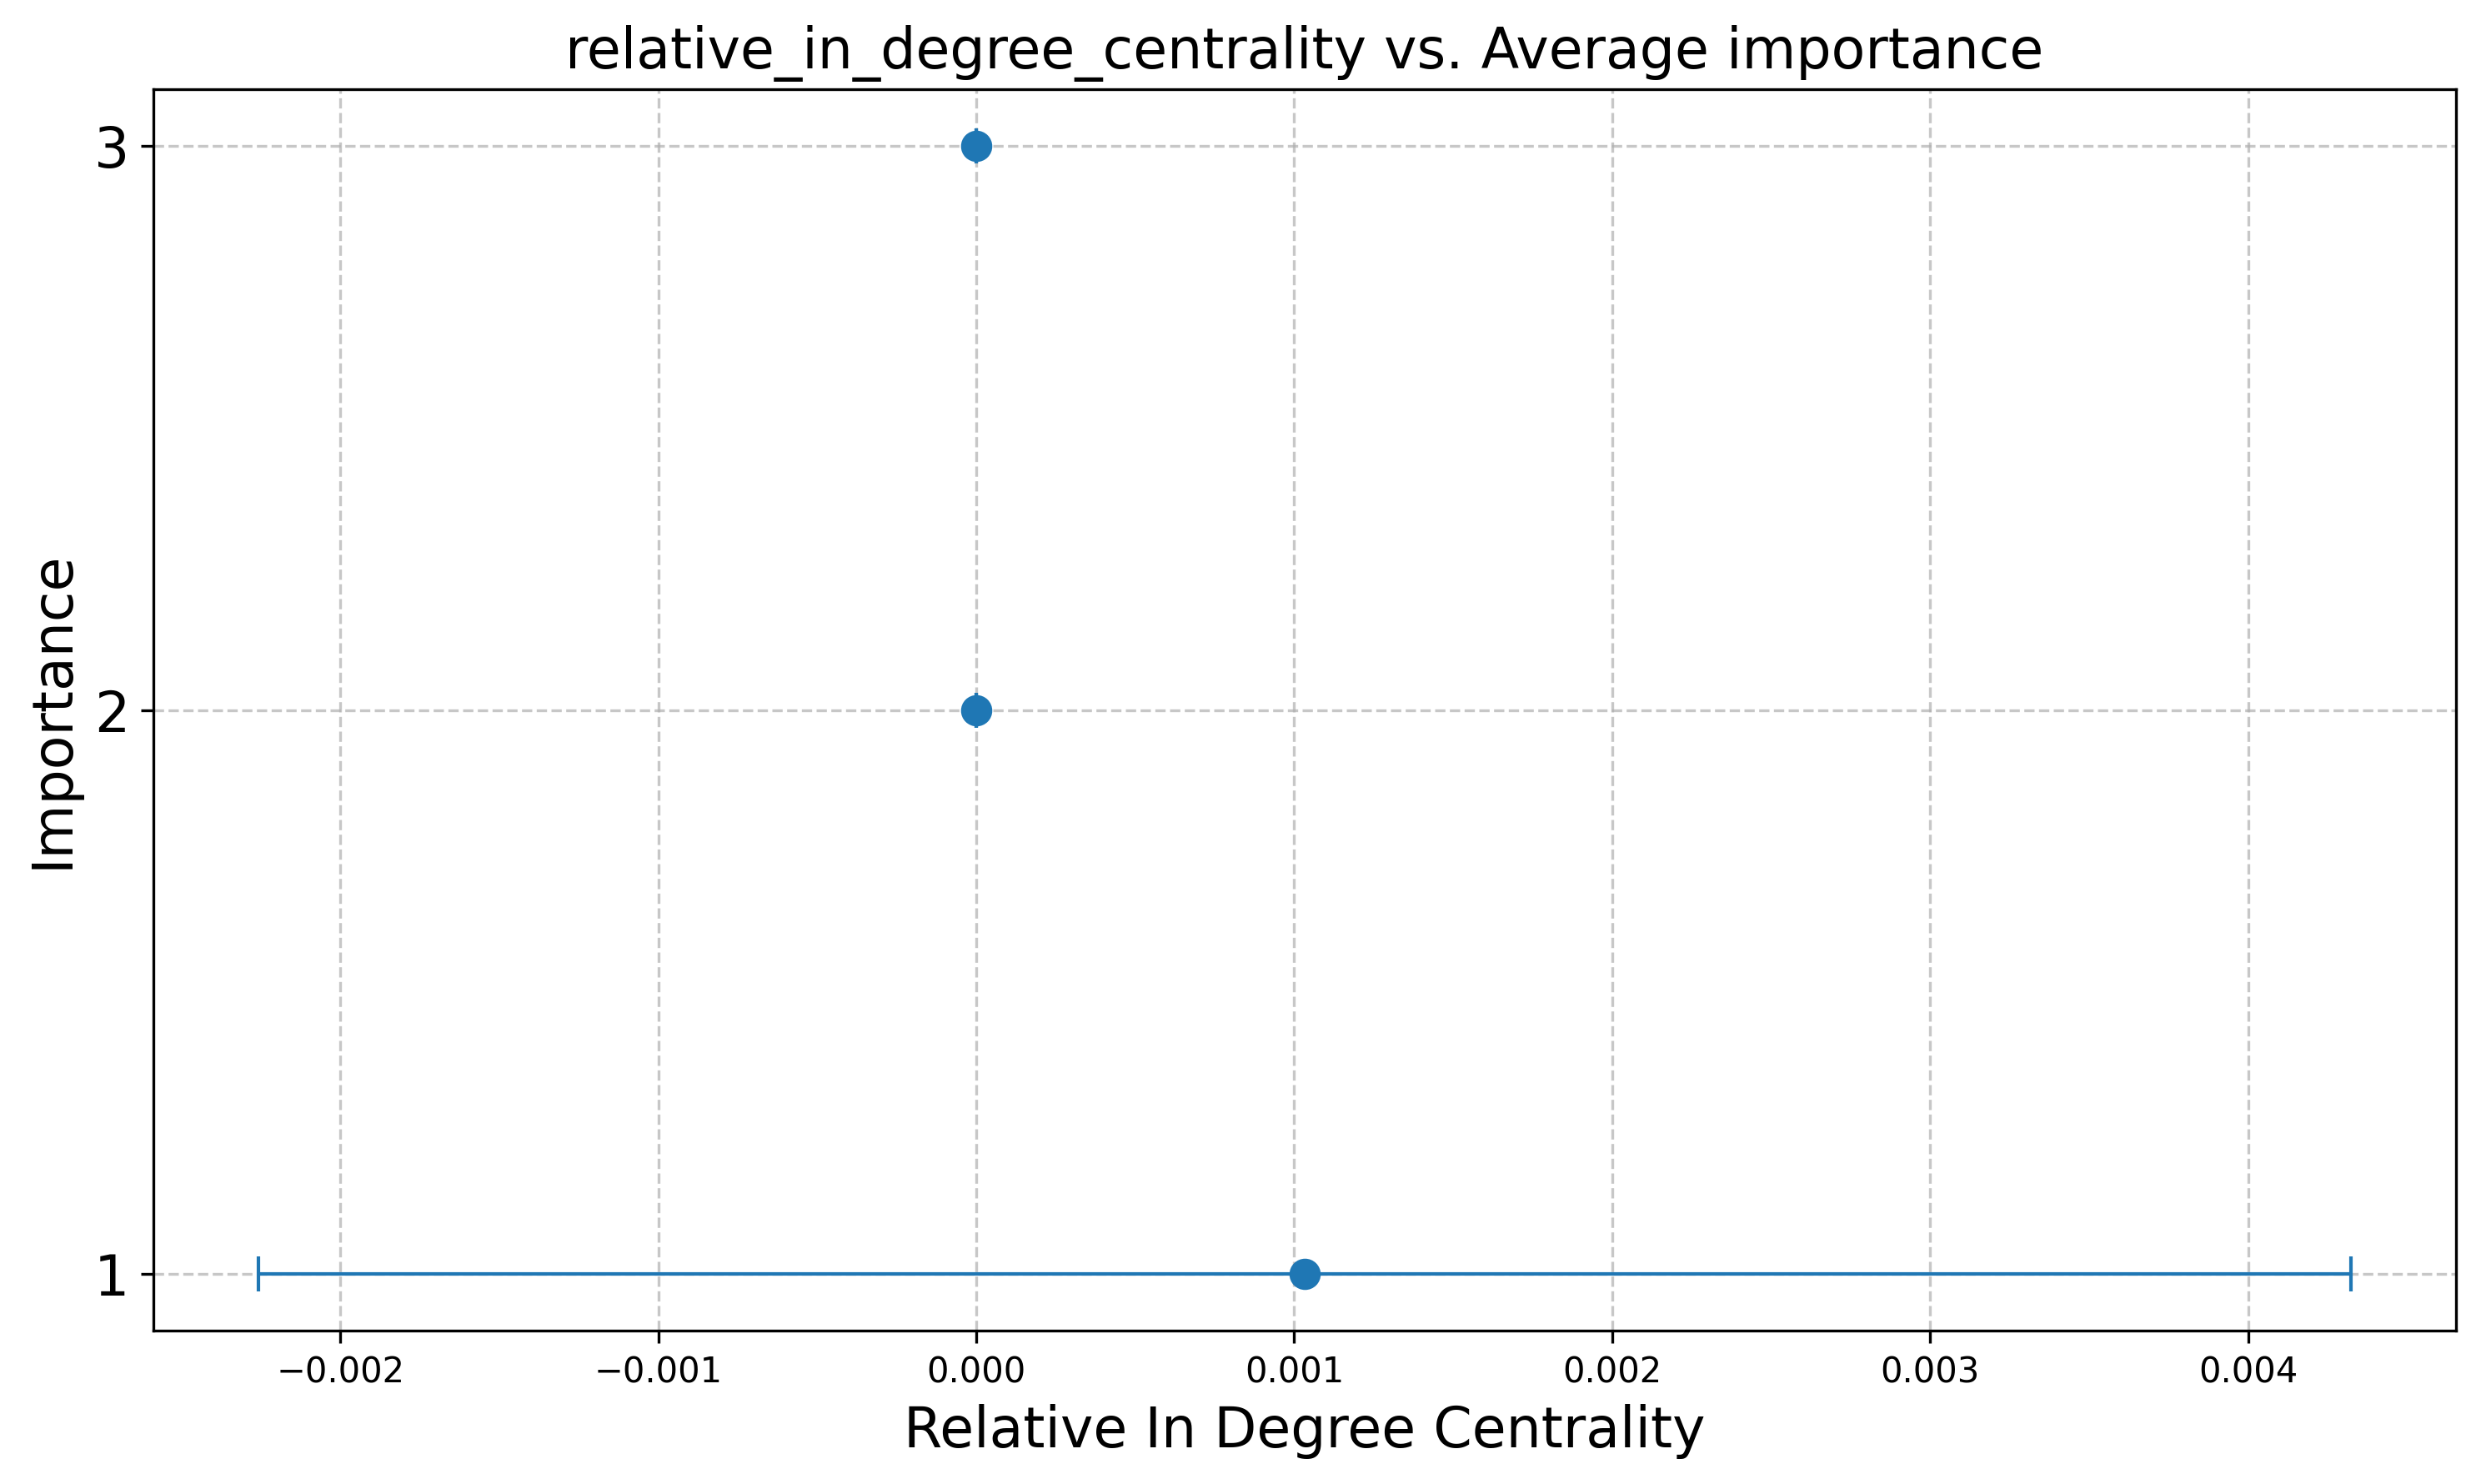 relative_in_degree_centrality vs. Average importance
3
2
1
Importance
−0.002 −0.001 0.000 0.001 0.002 0.003 0.004
Relative In Degree Centrality